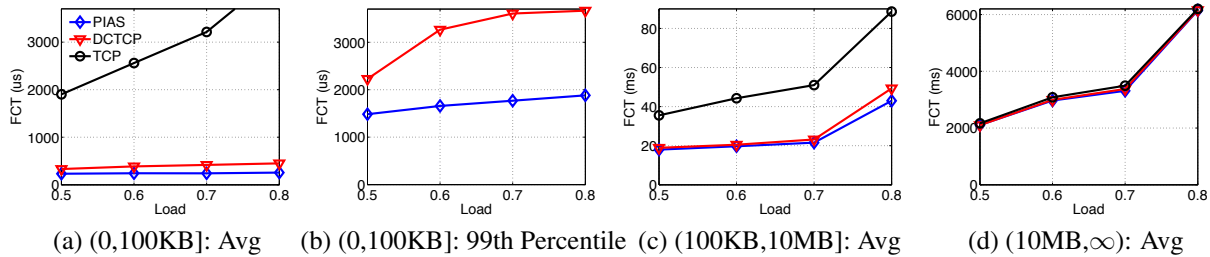 PIAS
DCTCP
TCP
3000
2000
1000
0
FCT (us)
0.5 0.6 0.7 0.8
Load
(a) (0,100KB]: Avg
3000
2000
1000
0
FCT (us)
0.5 0.6 0.7 0.8
Load
(b) (0,100KB]: 99th Percentile
80
60
40
20
0
FCT (ms)
0.5 0.6 0.7 0.8
Load
(c) (100KB,10MB]: Avg
6000
4000
2000
0
FCT (ms)
0.5 0.6 0.7 0.8
Load
(d) (10MB,∞): Avg